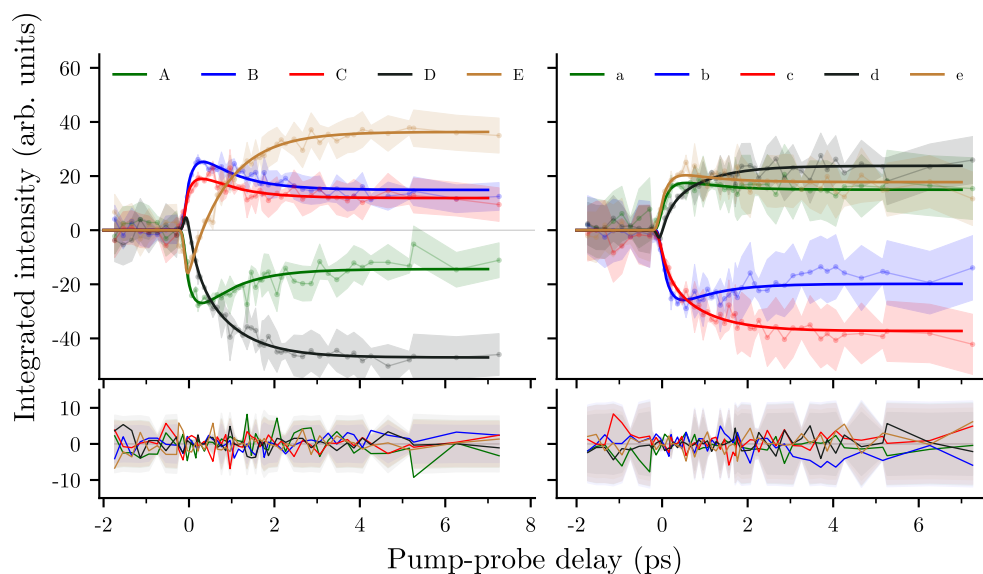 Integrated intensity (arb. units)
60
40
20
0
-20
-40
A B C D E
a b c d e
10
0
-10
-2 0 2 4 6 8
-2 0 2 4 6
Pump-probe delay (ps)